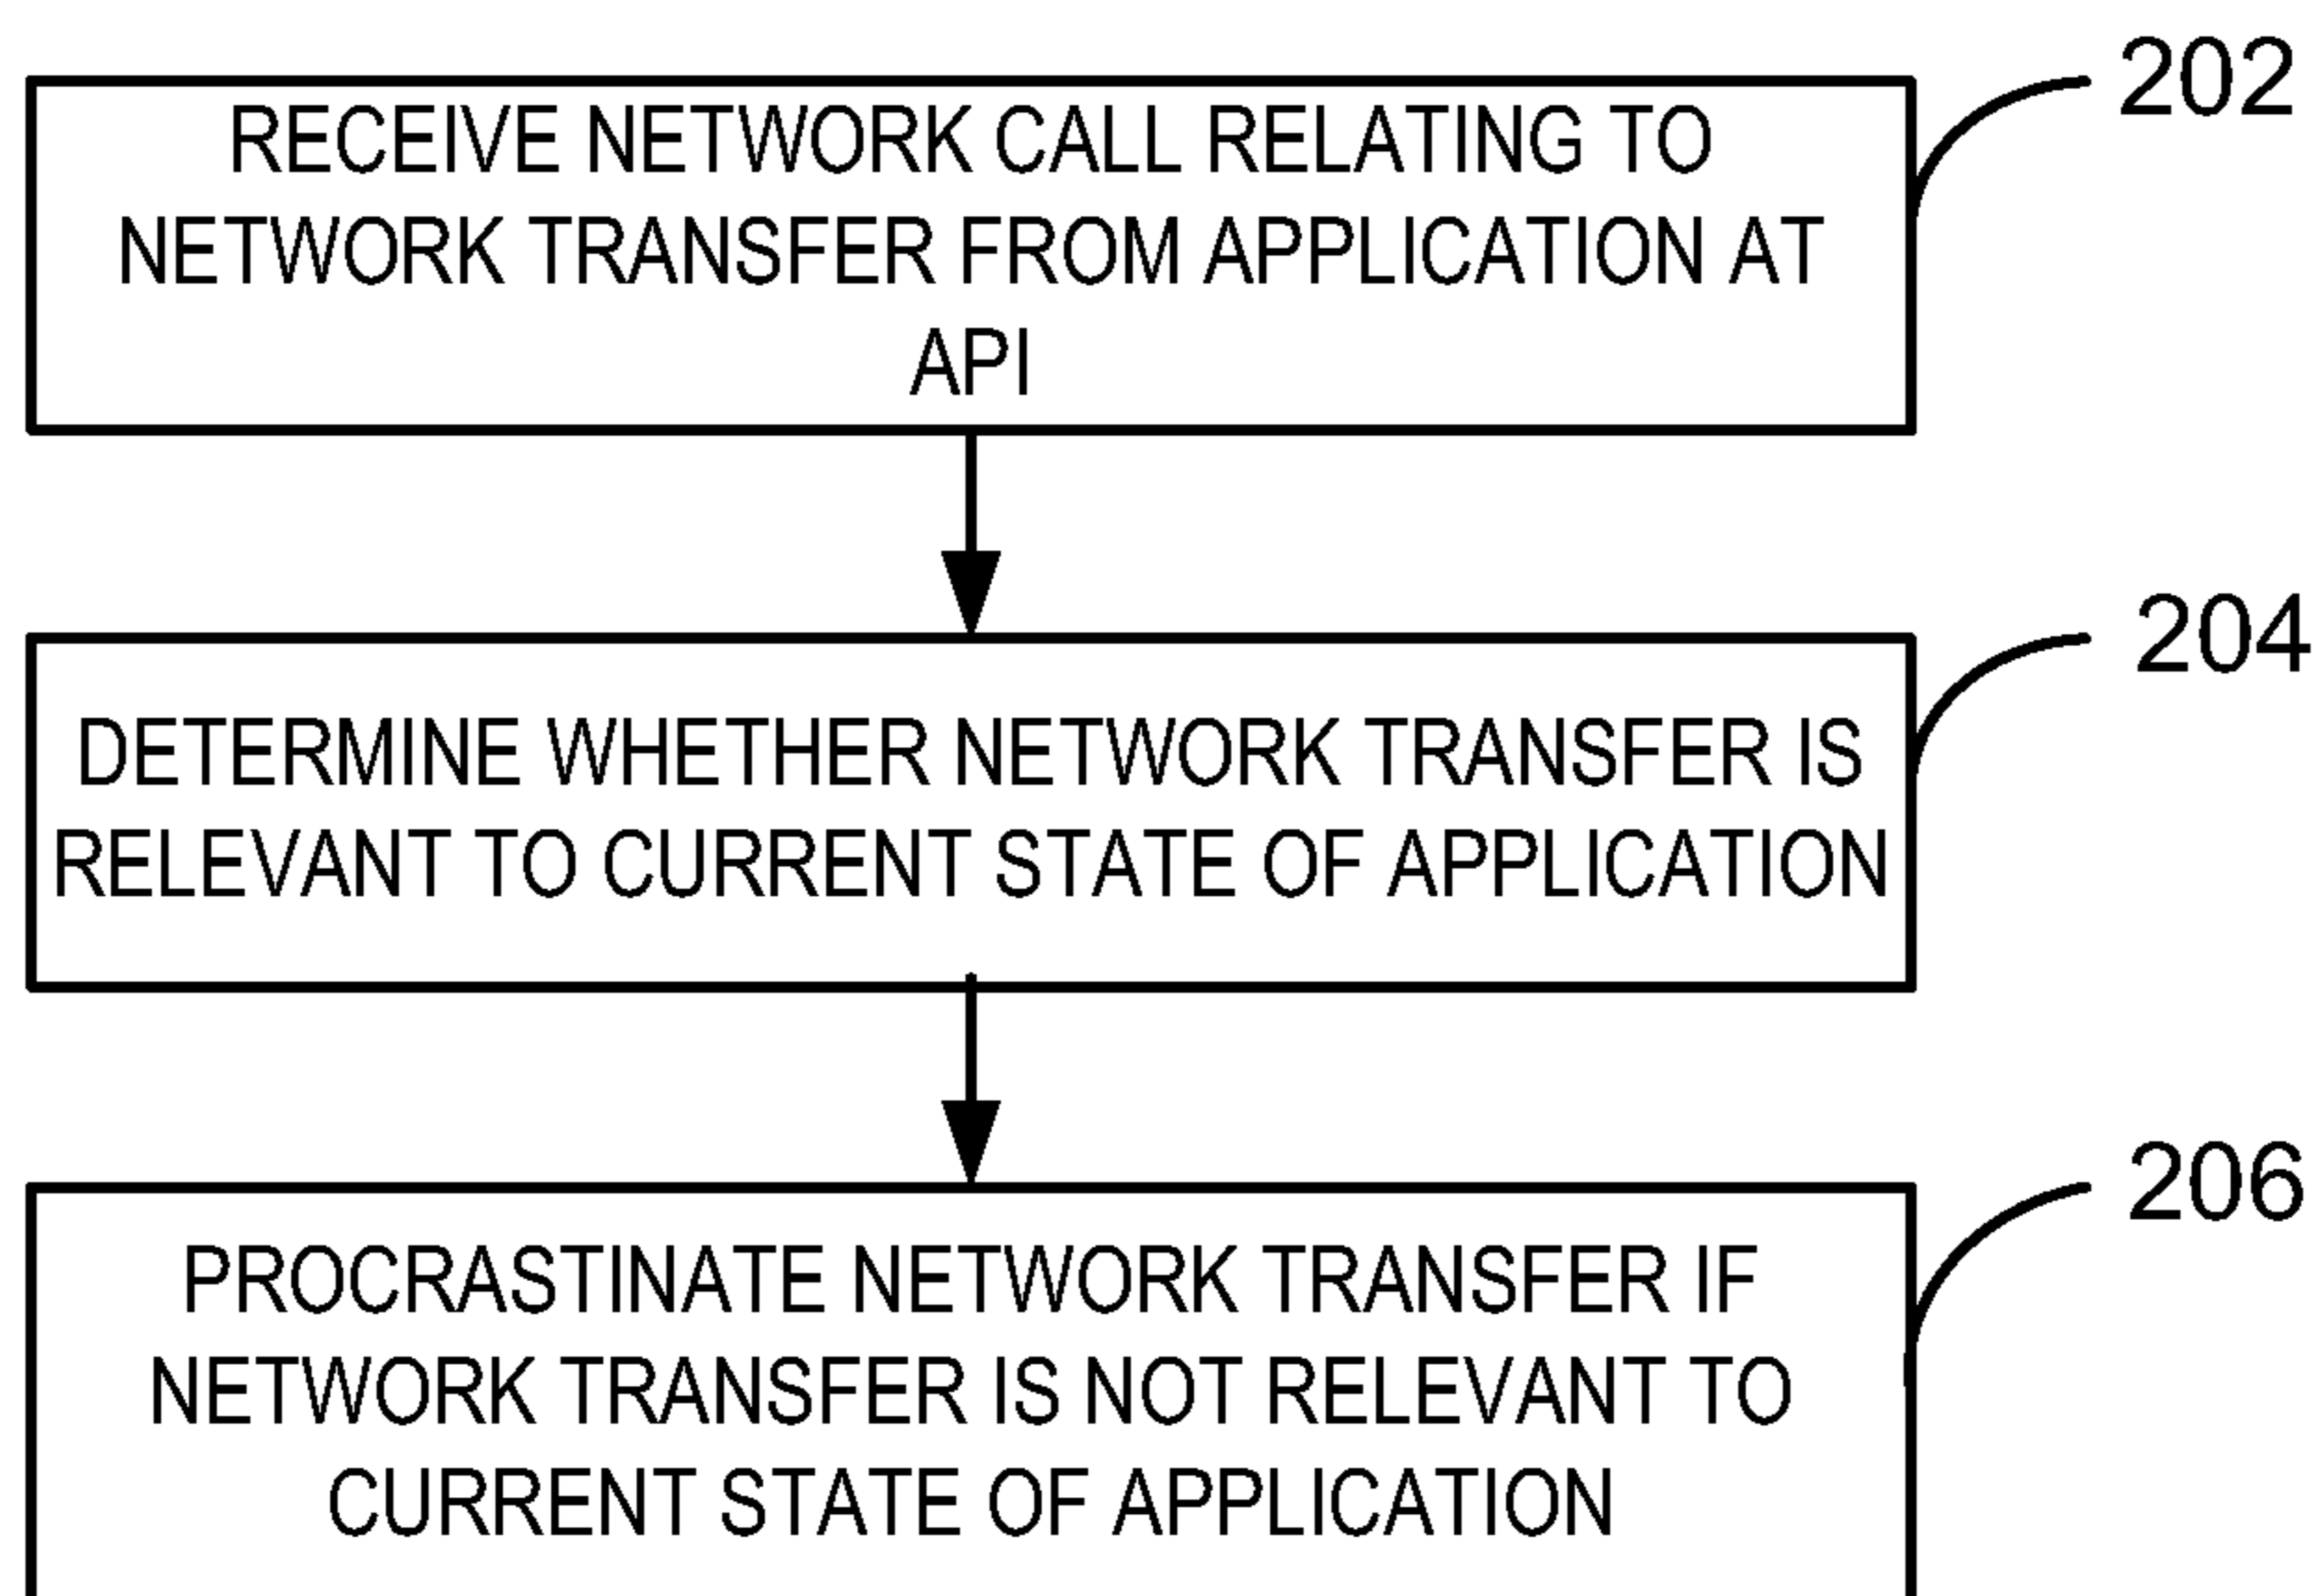 RECEIVE NETWORK CALL RELATING TO
NETWORK TRANSFER FROM APPLICATION AT
API
202
DETERMINE WHETHER NETWORK TRANSFER IS
RELEVANT TO CURRENT STATE OF APPLICATION
204
PROCRASTINATE NETWORK TRANSFER IF
NETWORK TRANSFER IS NOT RELEVANT TO
CURRENT STATE OF APPLICATION
206